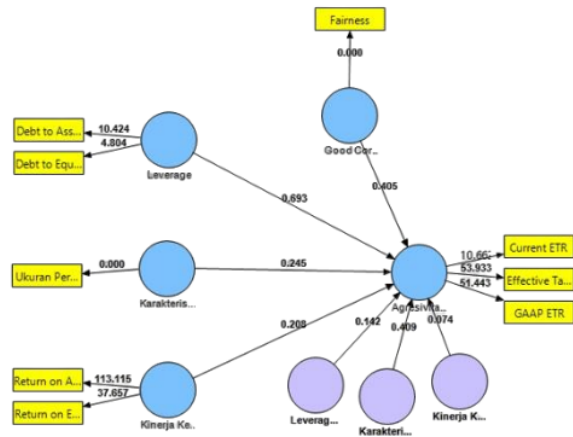 Fairness
0.000
Good Cor..
Debt to Ass...
10.424
4.804
Debt to Equ...
Leverage
0.693
0.405
Ukuran Per...
0.000
Karakteris...
0.245
10.662
Current ETR
53.933
Effective Ta...
51.443
GAAP ETR
Agresivita...
0.208
0.142
0.409
0.074
Return on A...
113.115
37.657
Return on E...
Kinerja Ke..
Leverag...
Karakteri...
Kinerja K...